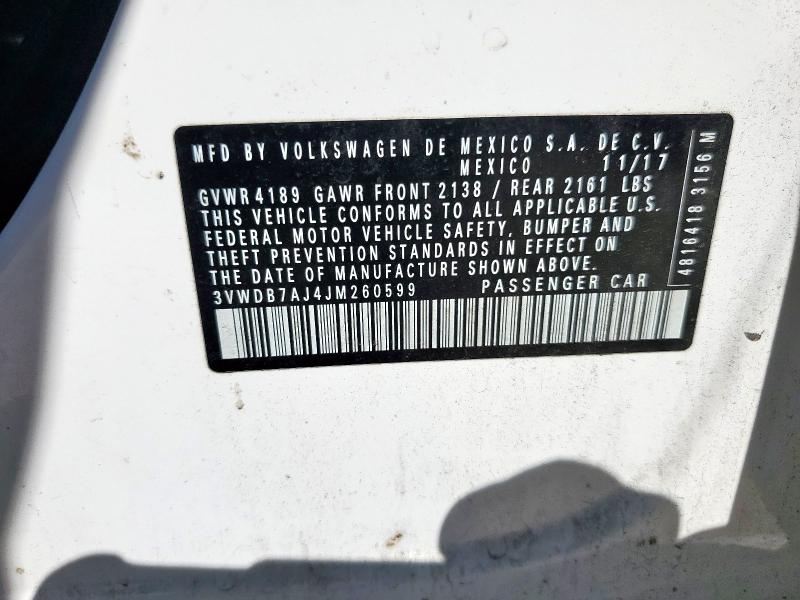 MFD BY VOLKSWAGEN DE MEXICO S.A. DE C.V.
MEXICO 11/17
GVWR 4189 GAWR FRONT 2138 / REAR 2161 LBS
THIS VEHICLE CONFORMS TO ALL APPLICABLE U.S.
FEDERAL MOTOR VEHICLE SAFETY, BUMPER AND
THEFT PREVENTION STANDARDS IN EFFECT ON
THE DATE OF MANUFACTURE SHOWN ABOVE.
3VWDB7AJ4JM260599 PASSENGER CAR
4816418 3156 M